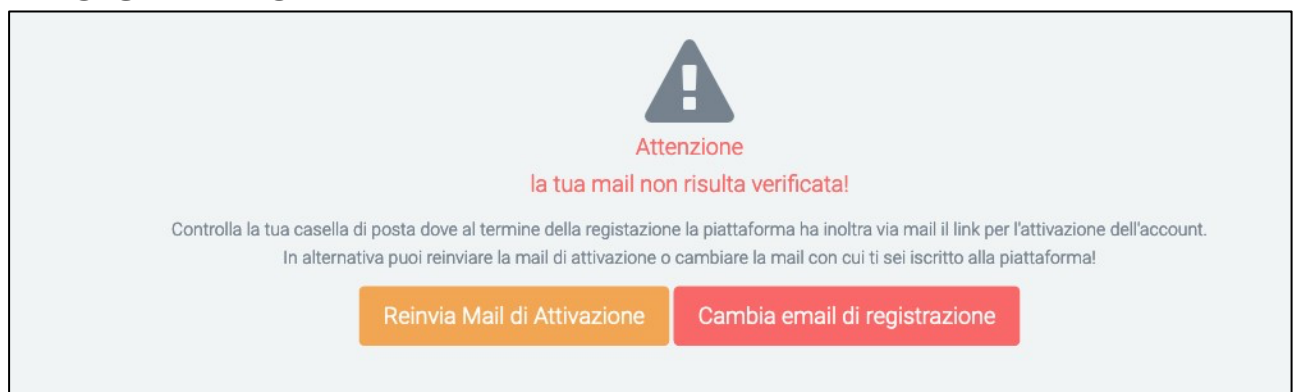 Attenzione
la tua mail non risulta verificata!
Controlla la tua casella di posta dove al termine della registazione la piattaforma ha inoltra via mail il link per l'attivazione dell'account.
In alternativa puoi reinviare la mail di attivazione o cambiare la mail con cui ti sei iscritto alla piattaforma!
Reinvia Mail di Attivazione
Cambia email di registrazione